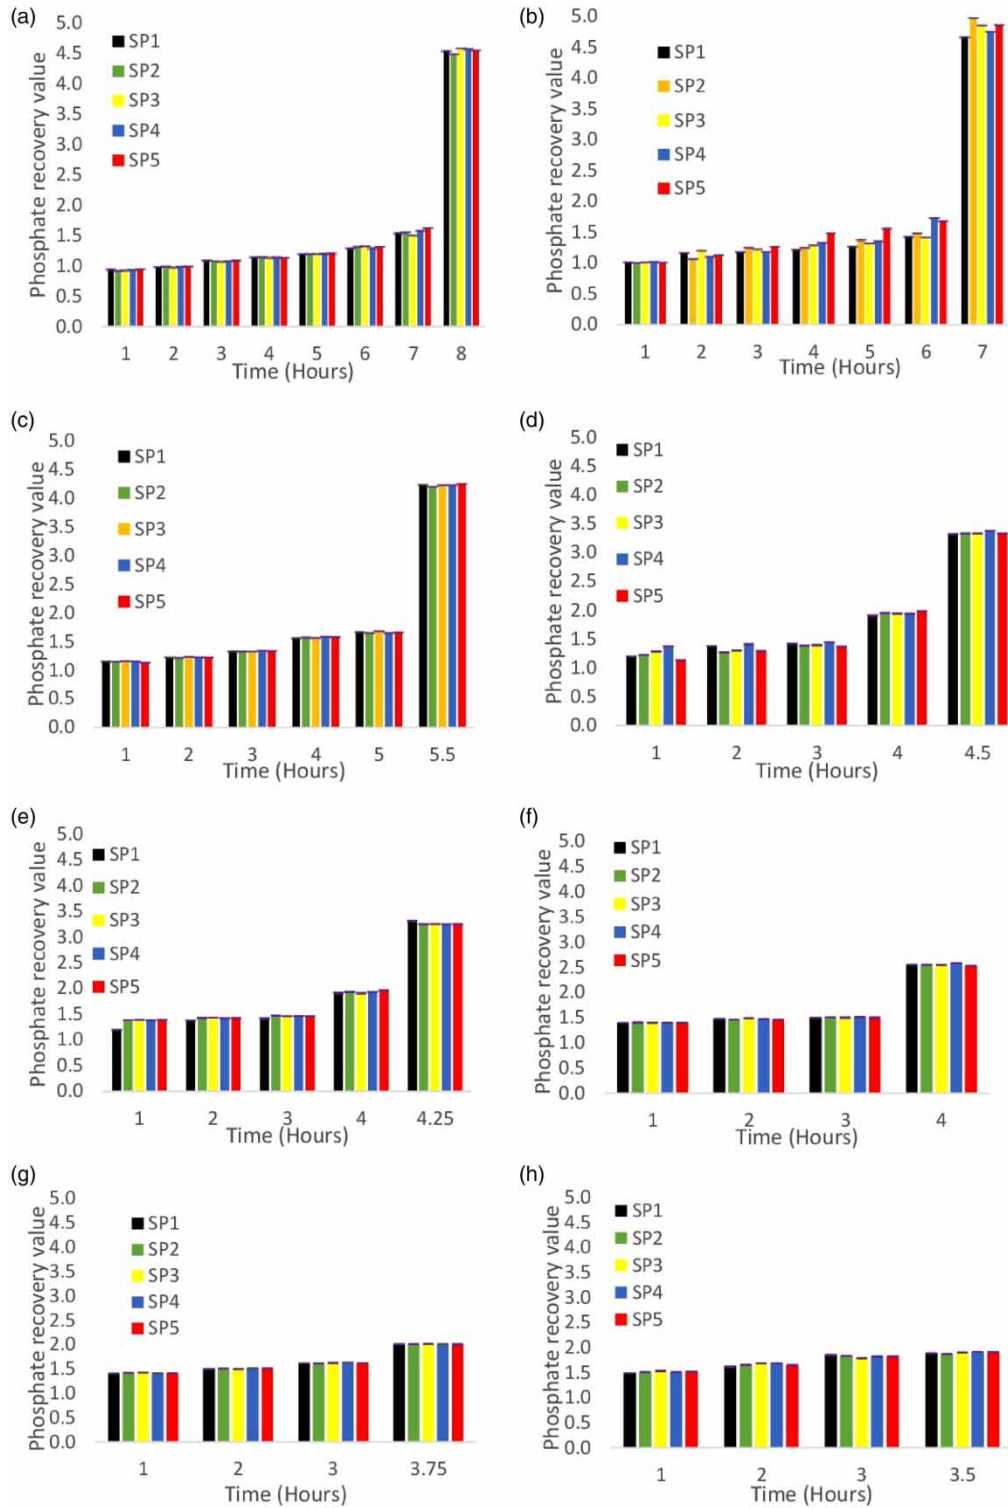 (a)
Phosphate recovery value
5.0
4.5
4.0
3.5
3.0
2.5
2.0
1.5
1.0
0.5
0.0
SP1
SP2
SP3
SP4
SP5
1 2 3 4 5 6 7 8
Time (Hours)
(b)
Phosphate recovery value
5.0
4.5
4.0
3.5
3.0
2.5
2.0
1.5
1.0
0.5
0.0
SP1
SP2
SP3
SP4
SP5
1 2 3 4 5 6 7
Time (Hours)
(c)
Phosphate recovery value
5.0
4.5
4.0
3.5
3.0
2.5
2.0
1.5
1.0
0.5
0.0
SP1
SP2
SP3
SP4
SP5
1 2 3 4 5 5.5
Time (Hours)
(d)
Phosphate recovery value
5.0
4.5
4.0
3.5
3.0
2.5
2.0
1.5
1.0
0.5
0.0
SP1
SP2
SP3
SP4
SP5
1 2 3 4 4.5
Time (Hours)
(e)
Phosphate recovery value
5.0
4.5
4.0
3.5
3.0
2.5
2.0
1.5
1.0
0.5
0.0
SP1
SP2
SP3
SP4
SP5
1 2 3 4 4.25
Time (Hours)
(f)
Phosphate recovery value
5.0
4.5
4.0
3.5
3.0
2.5
2.0
1.5
1.0
0.5
0.0
SP1
SP2
SP3
SP4
SP5
1 2 3 4
Time (Hours)
(g)
Phosphate recovery value
5.0
4.5
4.0
3.5
3.0
2.5
2.0
1.5
1.0
0.5
0.0
SP1
SP2
SP3
SP4
SP5
1 2 3 3.75
Time (Hours)
(h)
Phosphate recovery value
5.0
4.5
4.0
3.5
3.0
2.5
2.0
1.5
1.0
0.5
0.0
SP1
SP2
SP3
SP4
SP5
1 2 3 3.5
Time (Hours)